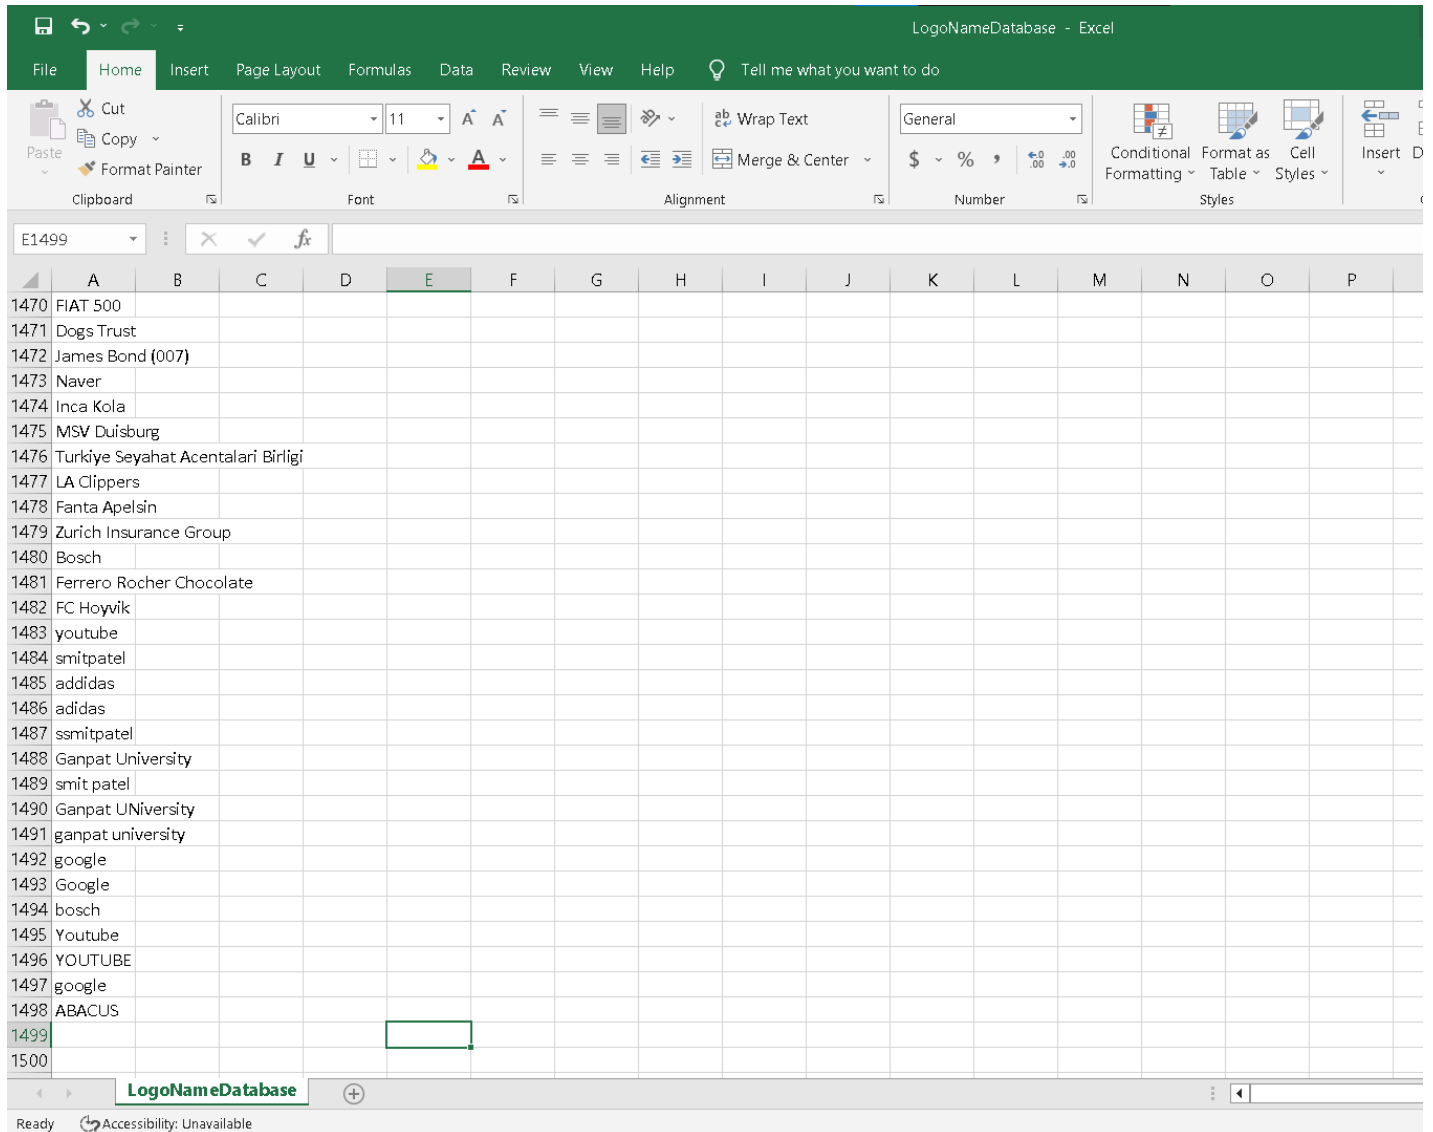 LogoNameDatabase - Excel
File Home Insert Page Layout Formulas Data Review View Help Tell me what you want to do
Cut
Copy
Format Painter
Paste
Clipboard
Calibri 11 A A
B I U A
Font
ab Wrap Text
Merge & Center
Alignment
General
$ % , .0 .00 .00 .0
Number
Conditional Formatting
Format as Table
Cell Styles
Styles
Insert D
E1499 fx
A B C D E F G H I J K L M N O P
1470 FIAT 500
1471 Dogs Trust
1472 James Bond (007)
1473 Naver
1474 Inca Kola
1475 MSV Duisburg
1476 Turkiye Seyahat Acentalari Birligi
1477 LA Clippers
1478 Fanta Apelsin
1479 Zurich Insurance Group
1480 Bosch
1481 Ferrero Rocher Chocolate
1482 FC Hoyvik
1483 youtube
1484 smitpatel
1485 addidas
1486 adidas
1487 ssmitpatel
1488 Ganpat University
1489 smit patel
1490 Ganpat UNiversity
1491 ganpat university
1492 google
1493 Google
1494 bosch
1495 Youtube
1496 YOUTUBE
1497 google
1498 ABACUS
1499
1500
LogoNameDatabase
Ready Accessibility: Unavailable